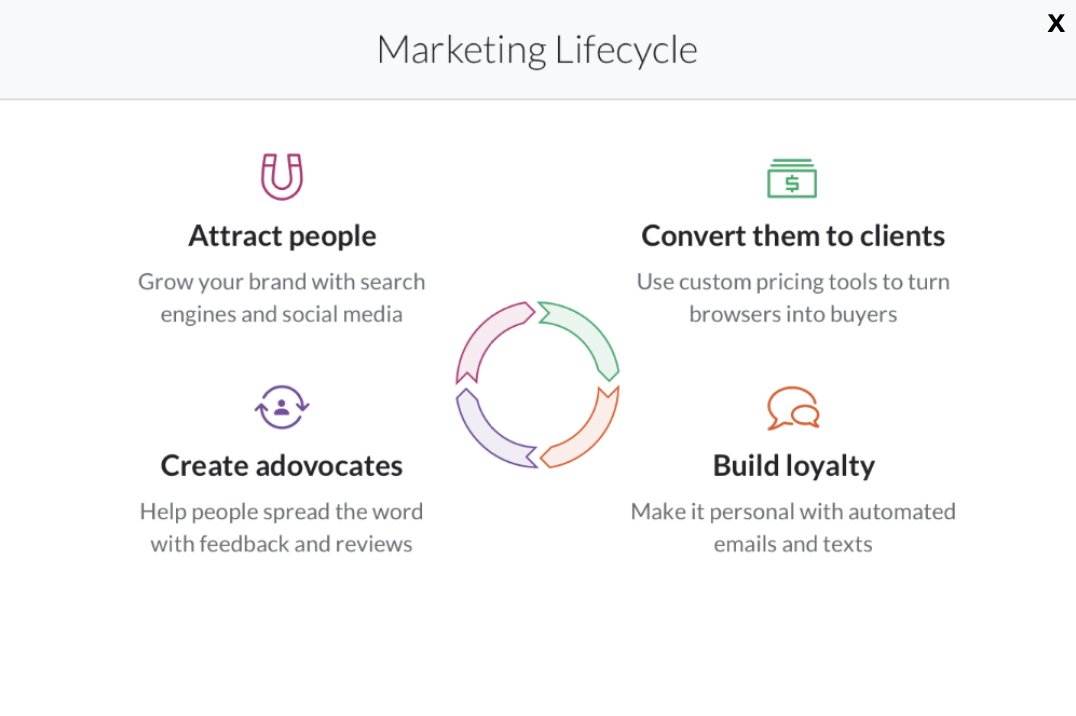 X
Marketing Lifecycle
$
Attract people
Grow your brand with search
engines and social media
Convert them to clients
Use custom pricing tools to turn
browsers into buyers
Create adovocates
Help people spread the word
with feedback and reviews
Build loyalty
Make it personal with automated
emails and texts